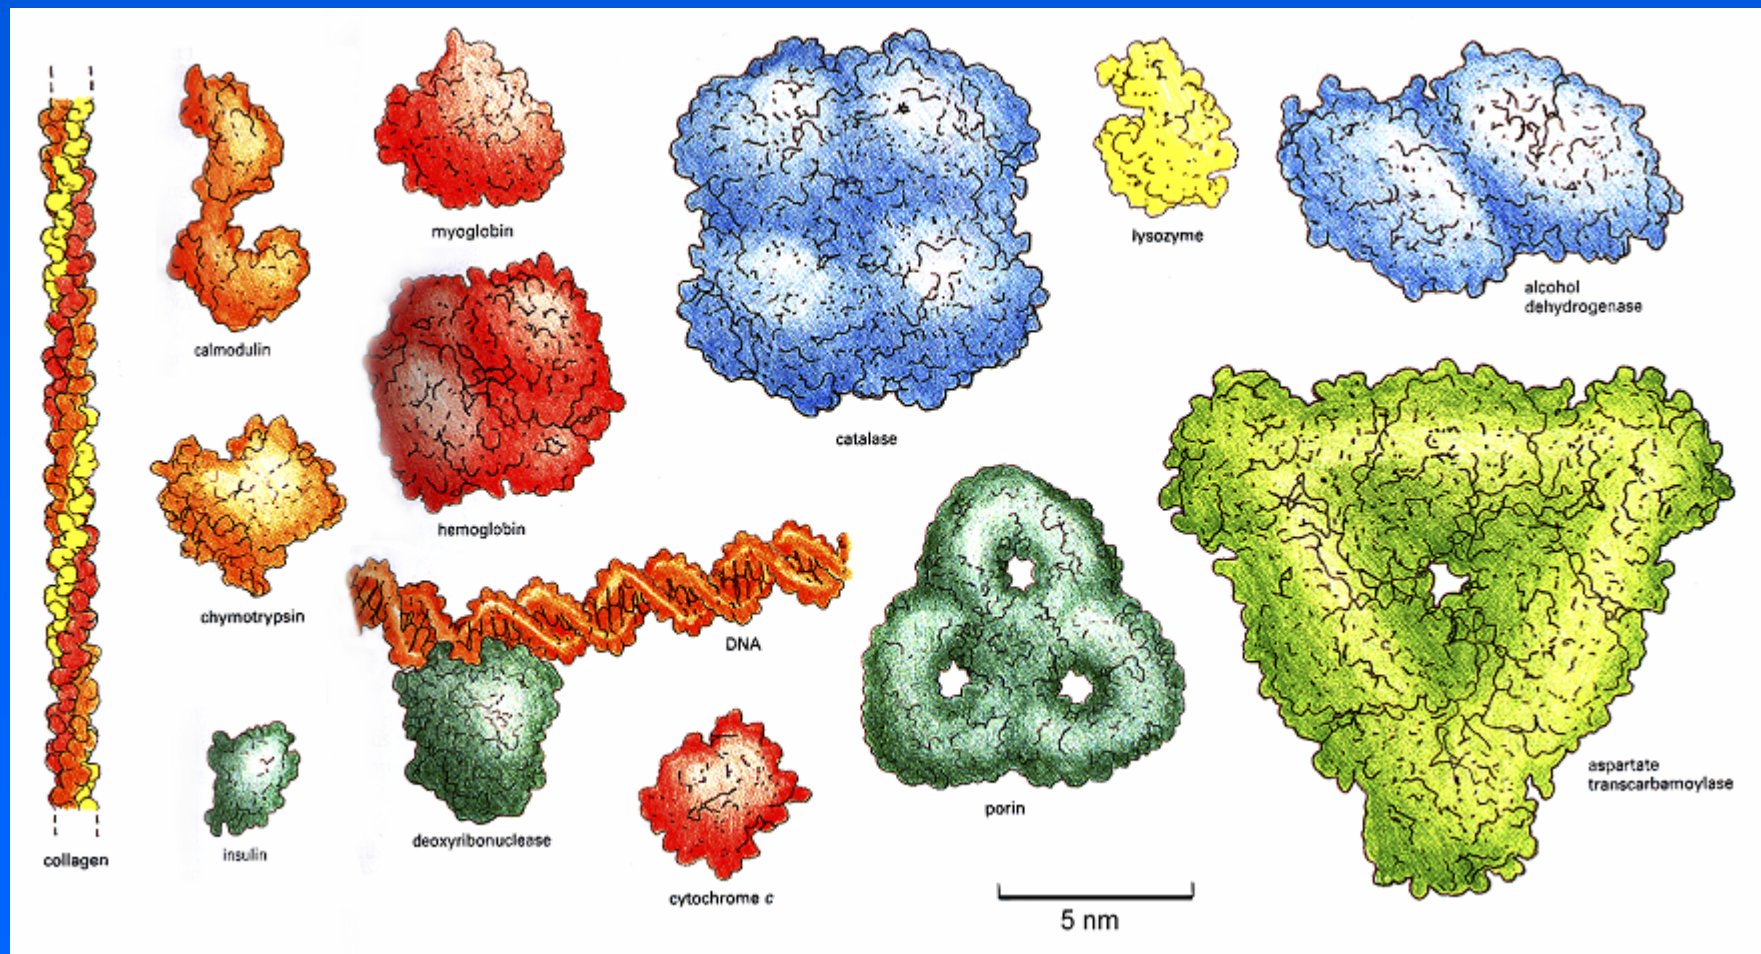 myoglobin
lysozyme
alcohol
dehydrogenase
calmodulin
catalase
hemoglobin
chymotrypsin
DNA
aspartate
transcarbamoylase
porin
deoxyribonuclease
insulin
collagen
cytochrome c
5 nm